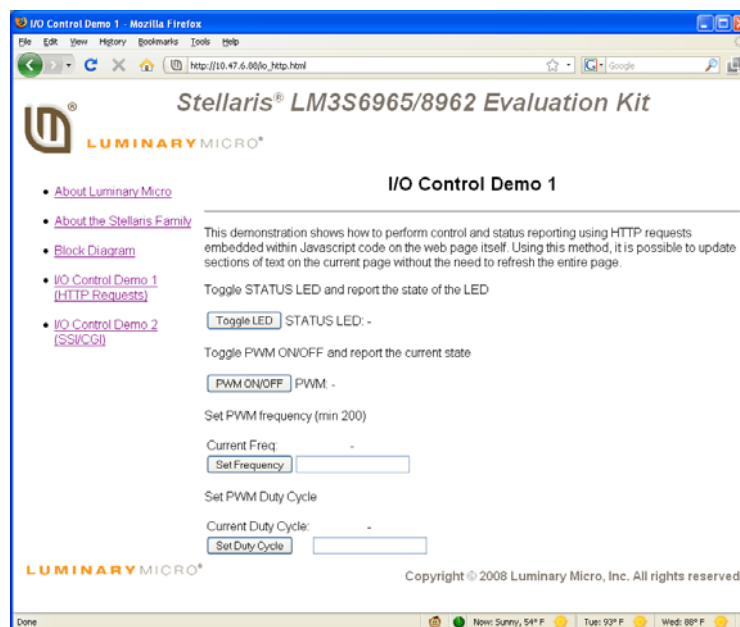 I/O Control Demo 1 - Mozilla Firefox
File Edit View History Bookmarks Tools Help
http://10.47.6.80/io_http.html
G Google
Stellaris® LM3S6965/8962 Evaluation Kit
LUMINARY MICRO®
I/O Control Demo 1
About Luminary Micro
About the Stellaris Family
Block Diagram
I/O Control Demo 1
(HTTP Requests)
I/O Control Demo 2
(SSI/CGI)
This demonstration shows how to perform control and status reporting using HTTP requests
embedded within Javascript code on the web page itself. Using this method, it is possible to update
sections of text on the current page without the need to refresh the entire page.
Toggle STATUS LED and report the state of the LED
Toggle LED STATUS LED: -
Toggle PWM ON/OFF and report the current state
PWM ON/OFF PWM: -
Set PWM frequency (min 200)
Current Freq: -
Set Frequency
Set PWM Duty Cycle
Current Duty Cycle: -
Set Duty Cycle
LUMINARY MICRO®
Copyright © 2008 Luminary Micro, Inc. All rights reserved
Done
Now: Sunny, 54° F
Tue: 93° F
Wed: 88° F